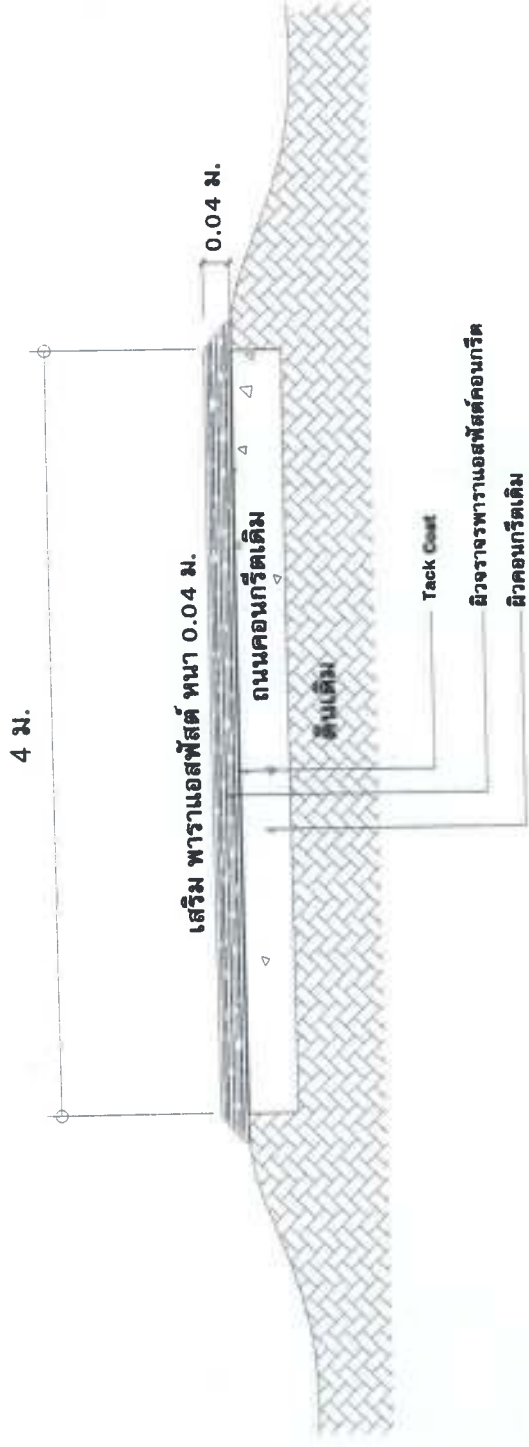 4 ม.
เสริม พาราแอสฟัลต์ หนา 0.04 ม.
0.04 ม.
ถนนคอนกรีตเดิม
ดินเดิม
Tack Coat
ผิวจราจรพาราแอสฟัลต์คอนกรีต
ผิวคอนกรีตเดิม